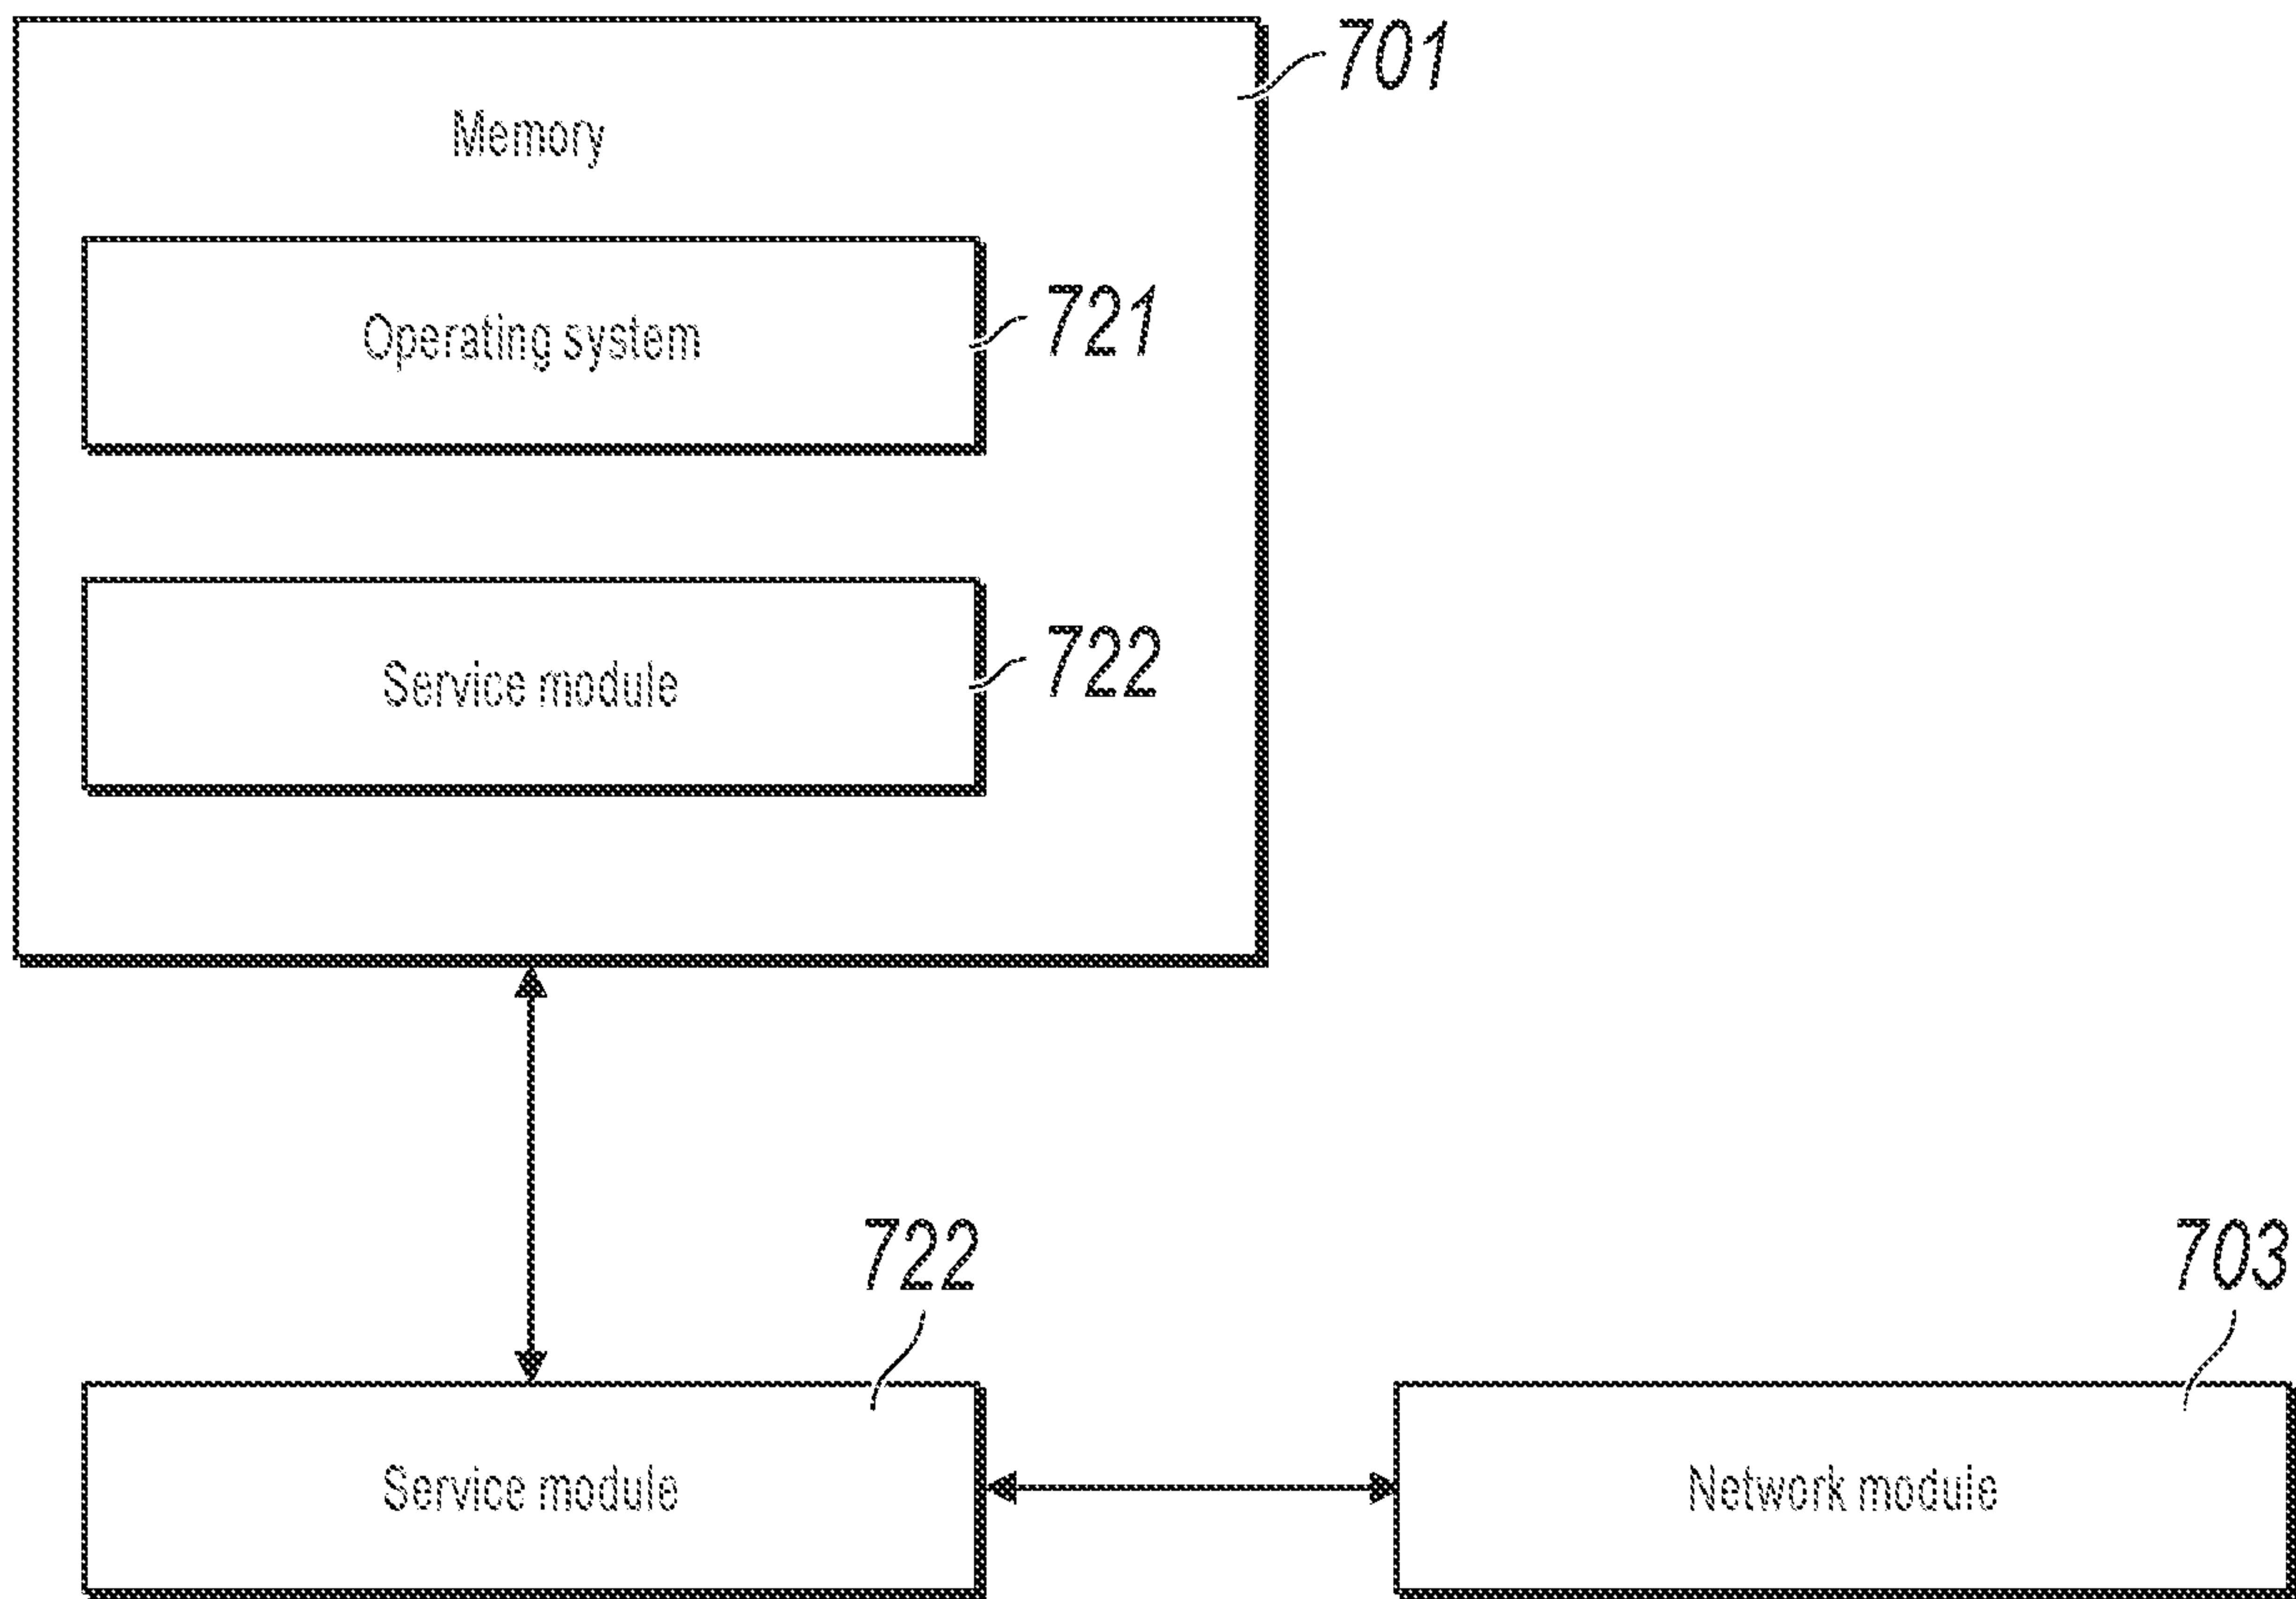 701
Memory
Operating system
721
Service module
722
722
703
Service module
Network module